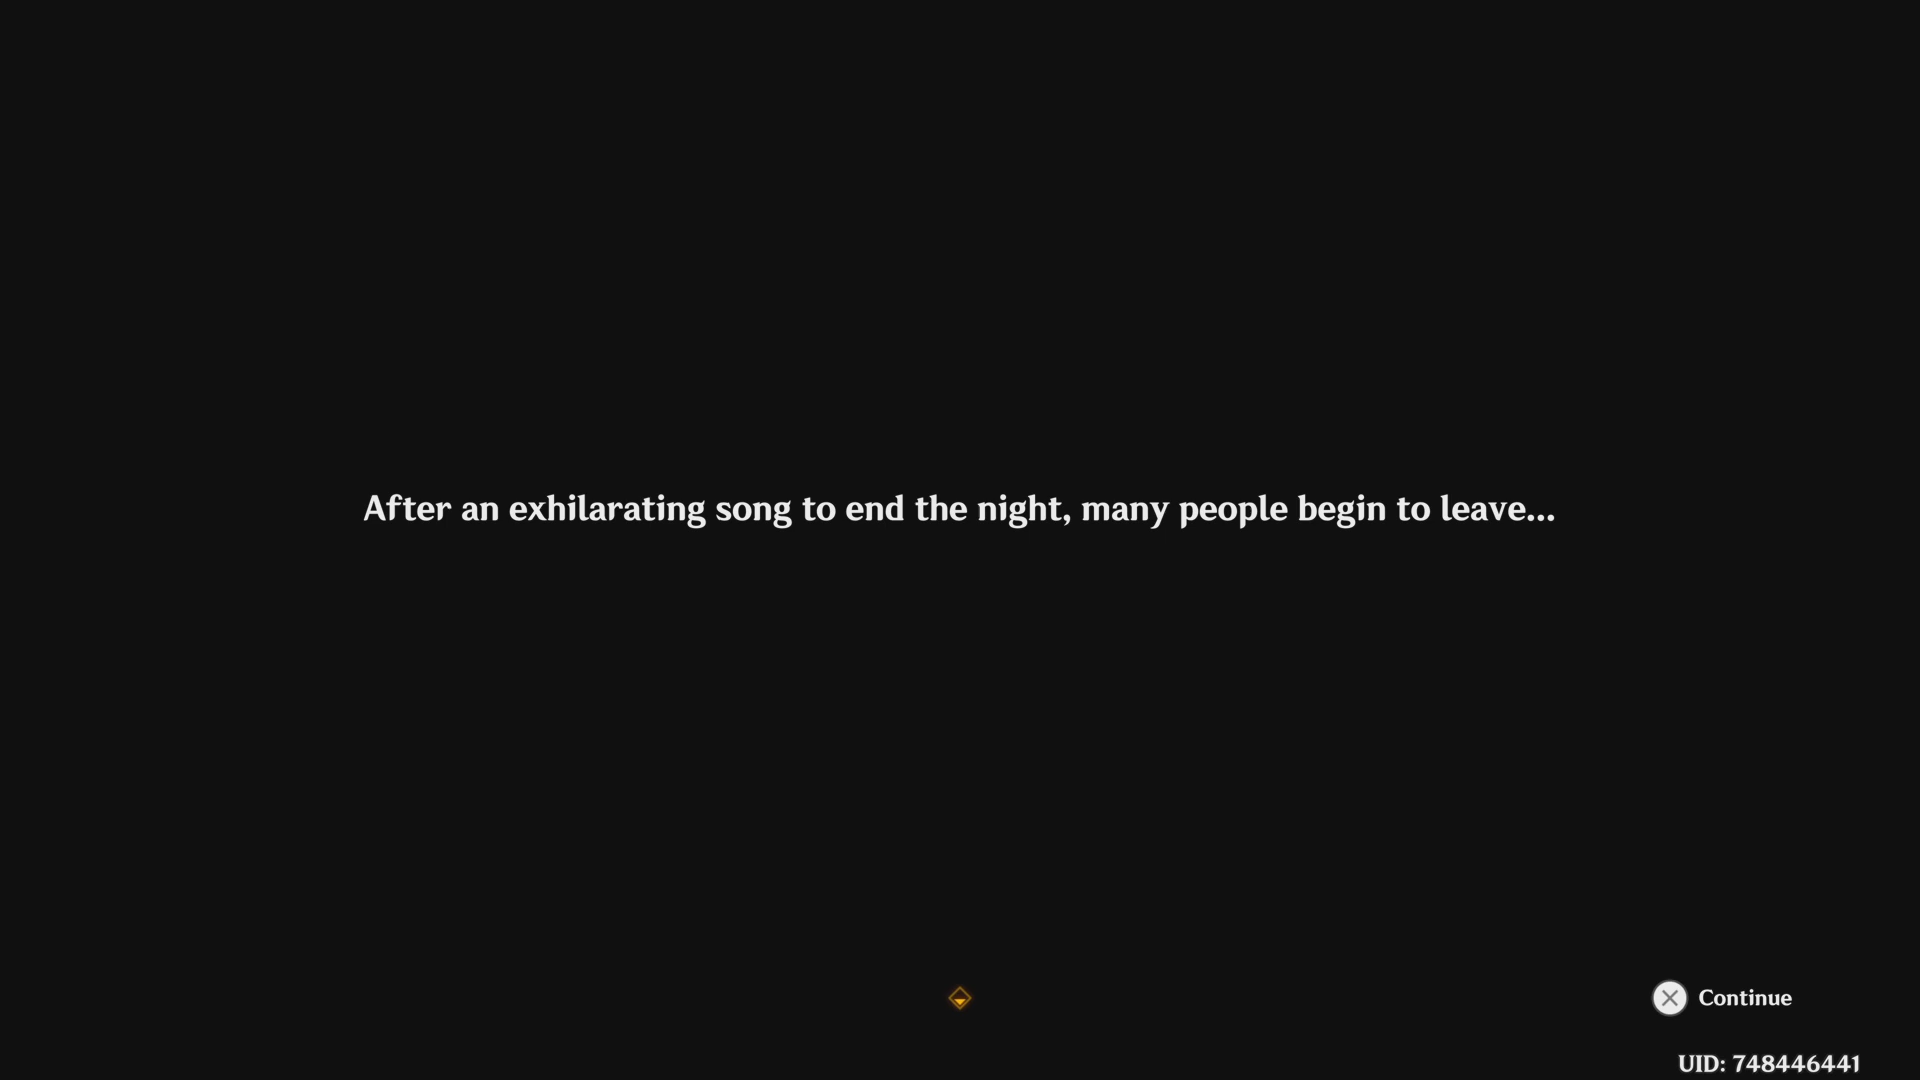 After an exhilarating song to end the night, many people begin to leave...
Continue
UID: 748446441